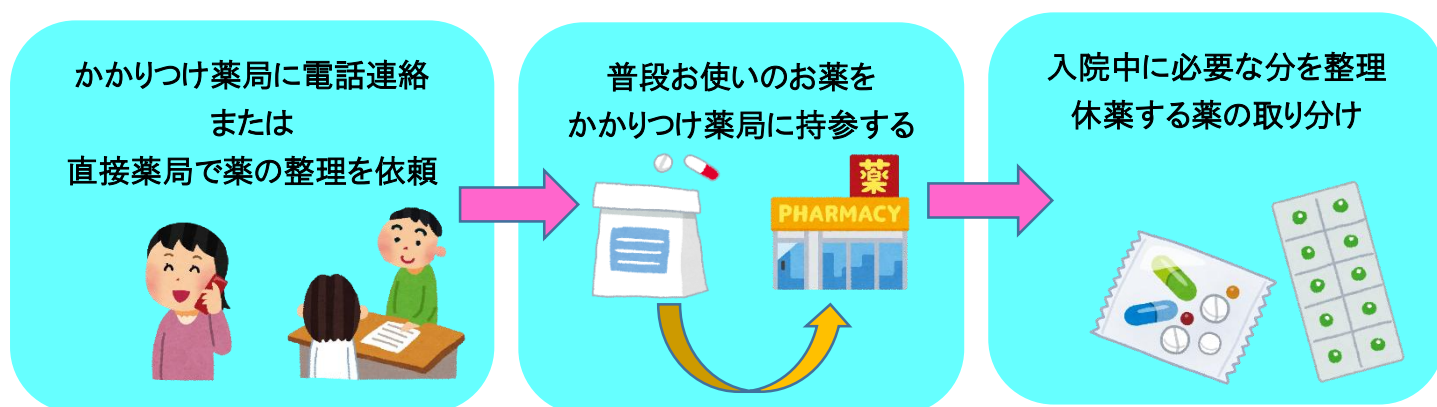 かかりつけ薬局に電話連絡
または
直接薬局で薬の整理を依頼
普段お使いのお薬を
かかりつけ薬局に持参する
薬
PHARMACY
入院中に必要な分を整理
休薬する薬の取り分け